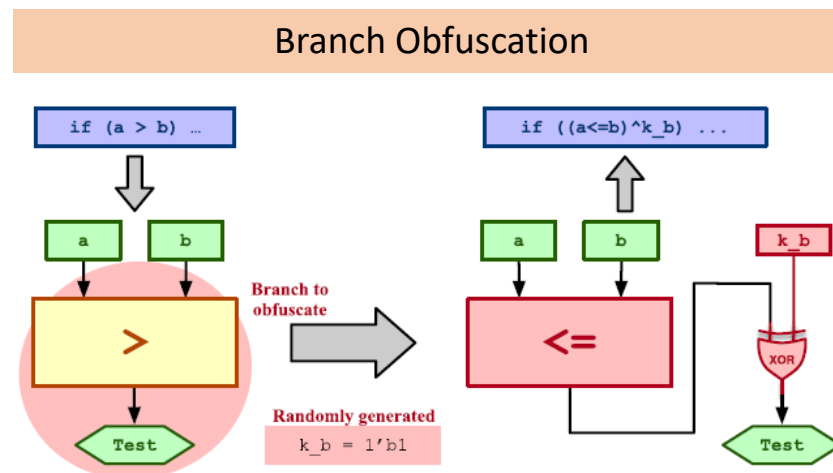 Branch Obfuscation
if (a > b) …
if ((a<=b)^k_b) ...
a
b
a
b
k_b
Branch to
obfuscate
>
<=
XOR
Randomly generated
k_b = 1’b1
Test
Test